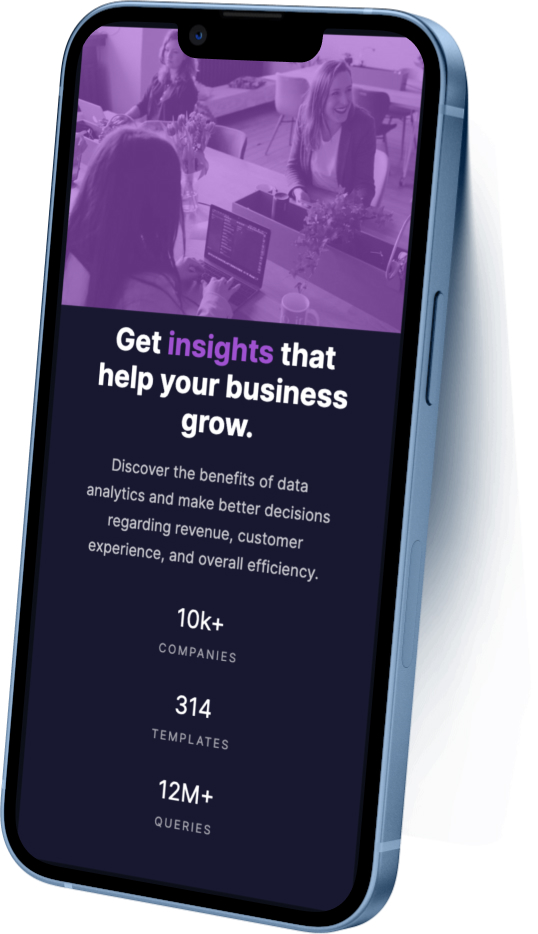 Get insights that
help your business
grow.
Discover the benefits of data
analytics and make better decisions
regarding revenue, customer
experience, and overall efficiency.
10k+
COMPANIES
314
TEMPLATES
12M+
QUERIES